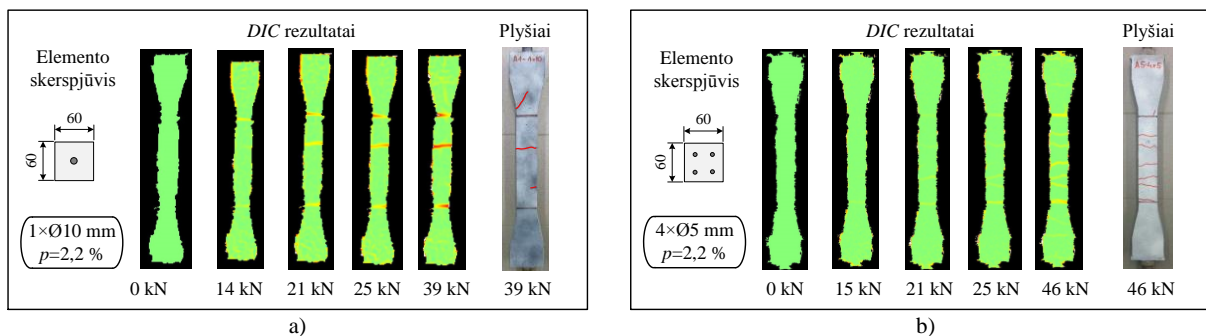 DIC rezultatai
Plyšiai
Elemento
skerspjūvis
60
60
1×Ø10 mm
p=2,2 %
0 kN
14 kN
21 kN
25 kN
39 kN
39 kN
a)
DIC rezultatai
Plyšiai
Elemento
skerspjūvis
60
60
4×Ø5 mm
p=2,2 %
0 kN
15 kN
21 kN
25 kN
46 kN
46 kN
b)